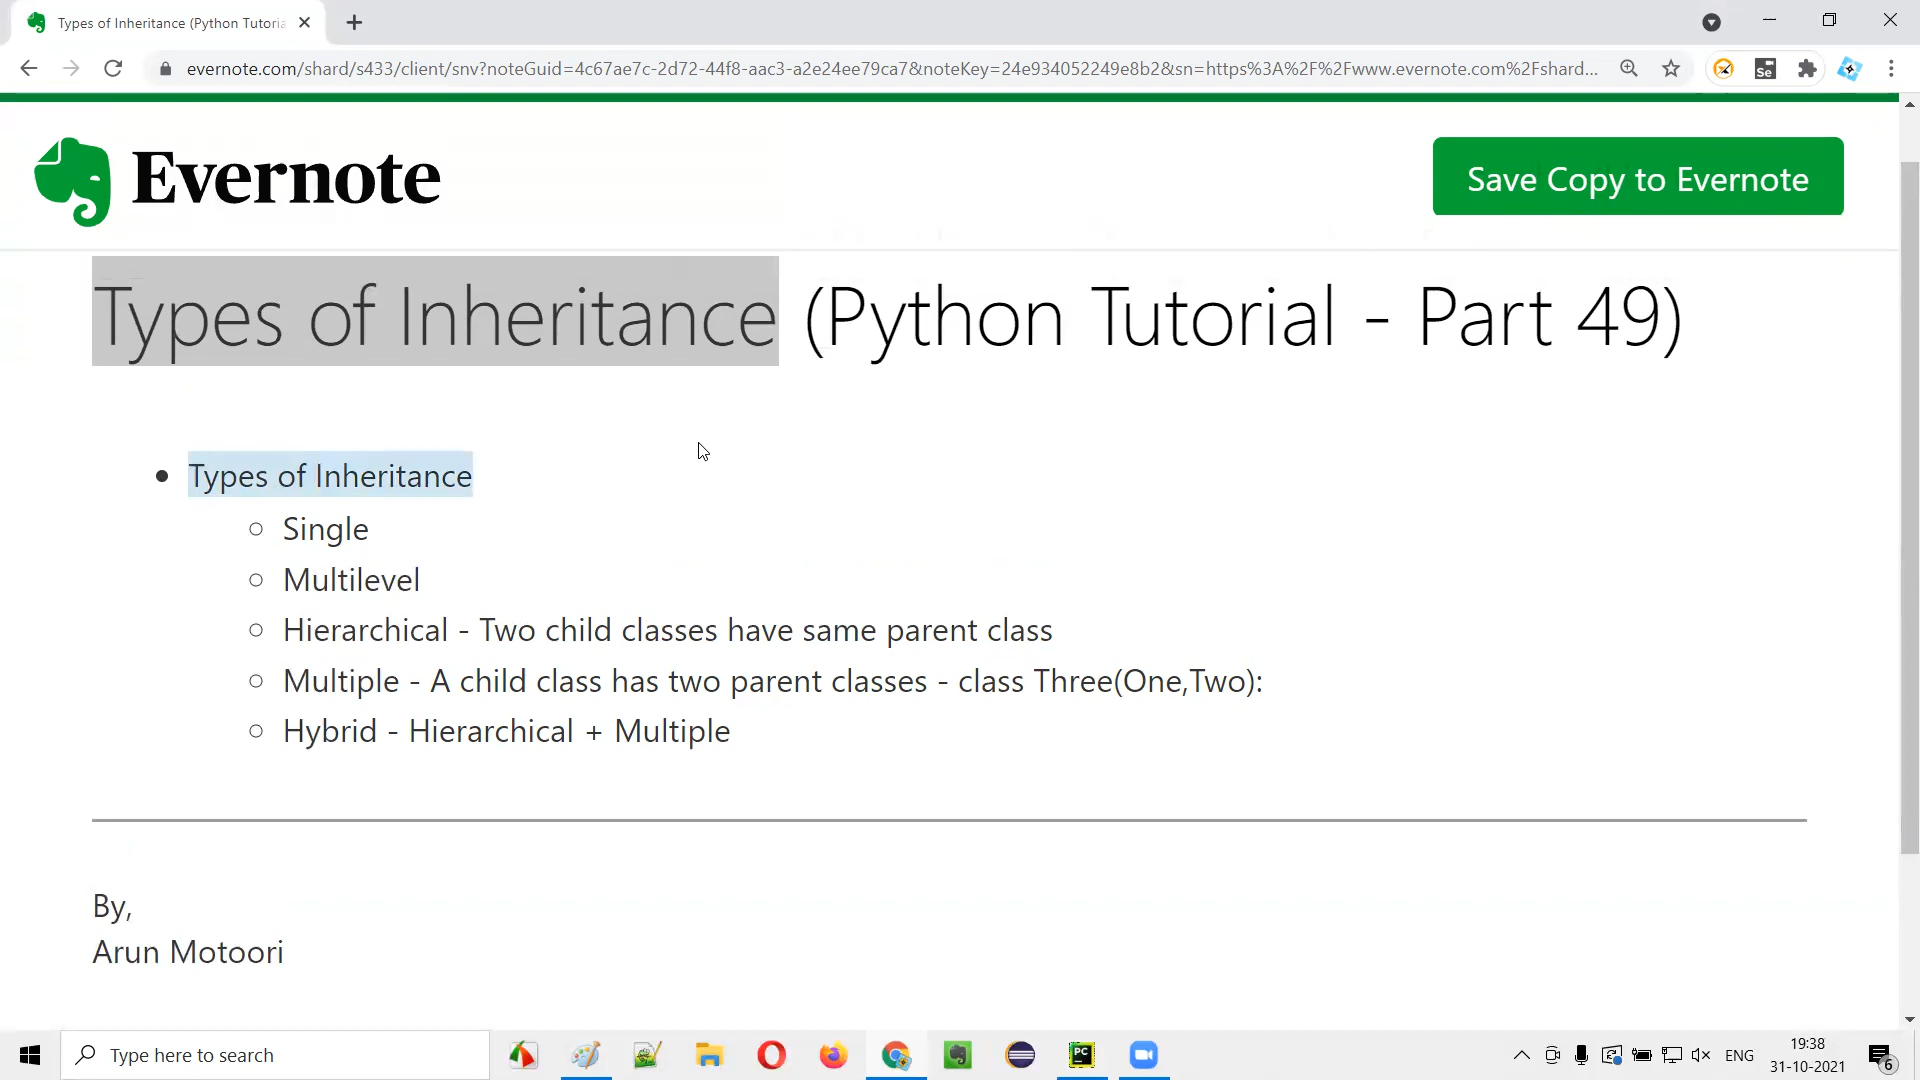 Types of Inheritance (Python Tutoria
evernote.com/shard/s433/client/snv?noteGuid=4c67ae7c-2d72-44f8-aac3-a2e24ee79ca7&noteKey=24e934052249e8b2&sn=https%3A%2F%2Fwww.evernote.com%2Fshard...
Se
Evernote
Save Copy to Evernote
Types of Inheritance (Python Tutorial - Part 49)
Types of Inheritance
Single
Multilevel
Hierarchical - Two child classes have same parent class
Multiple - A child class has two parent classes - class Three(One,Two):
Hybrid - Hierarchical + Multiple
By,
Arun Motoori
Type here to search
PC
ENG
19:38
31-10-2021
6